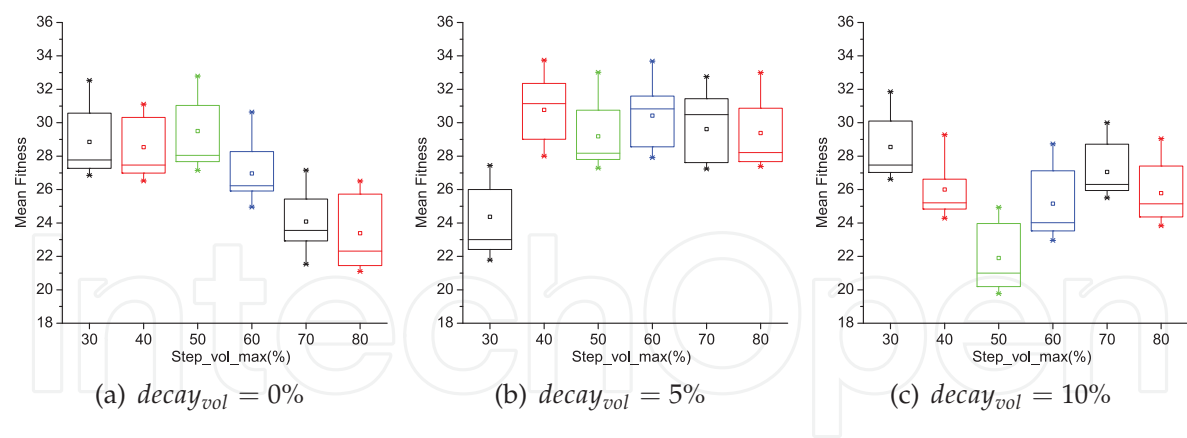 36
34
32
30
28
26
24
22
20
18
Mean Fitness
30 40 50 60 70 80
Step_vol_max(%)
(a) decay_vol = 0%
36
34
32
30
28
26
24
22
20
18
Mean Fitness
30 40 50 60 70 80
Step_vol_max(%)
(b) decay_vol = 5%
36
34
32
30
28
26
24
22
20
18
Mean Fitness
30 40 50 60 70 80
Step_vol_max(%)
(c) decay_vol = 10%
IntechOpen